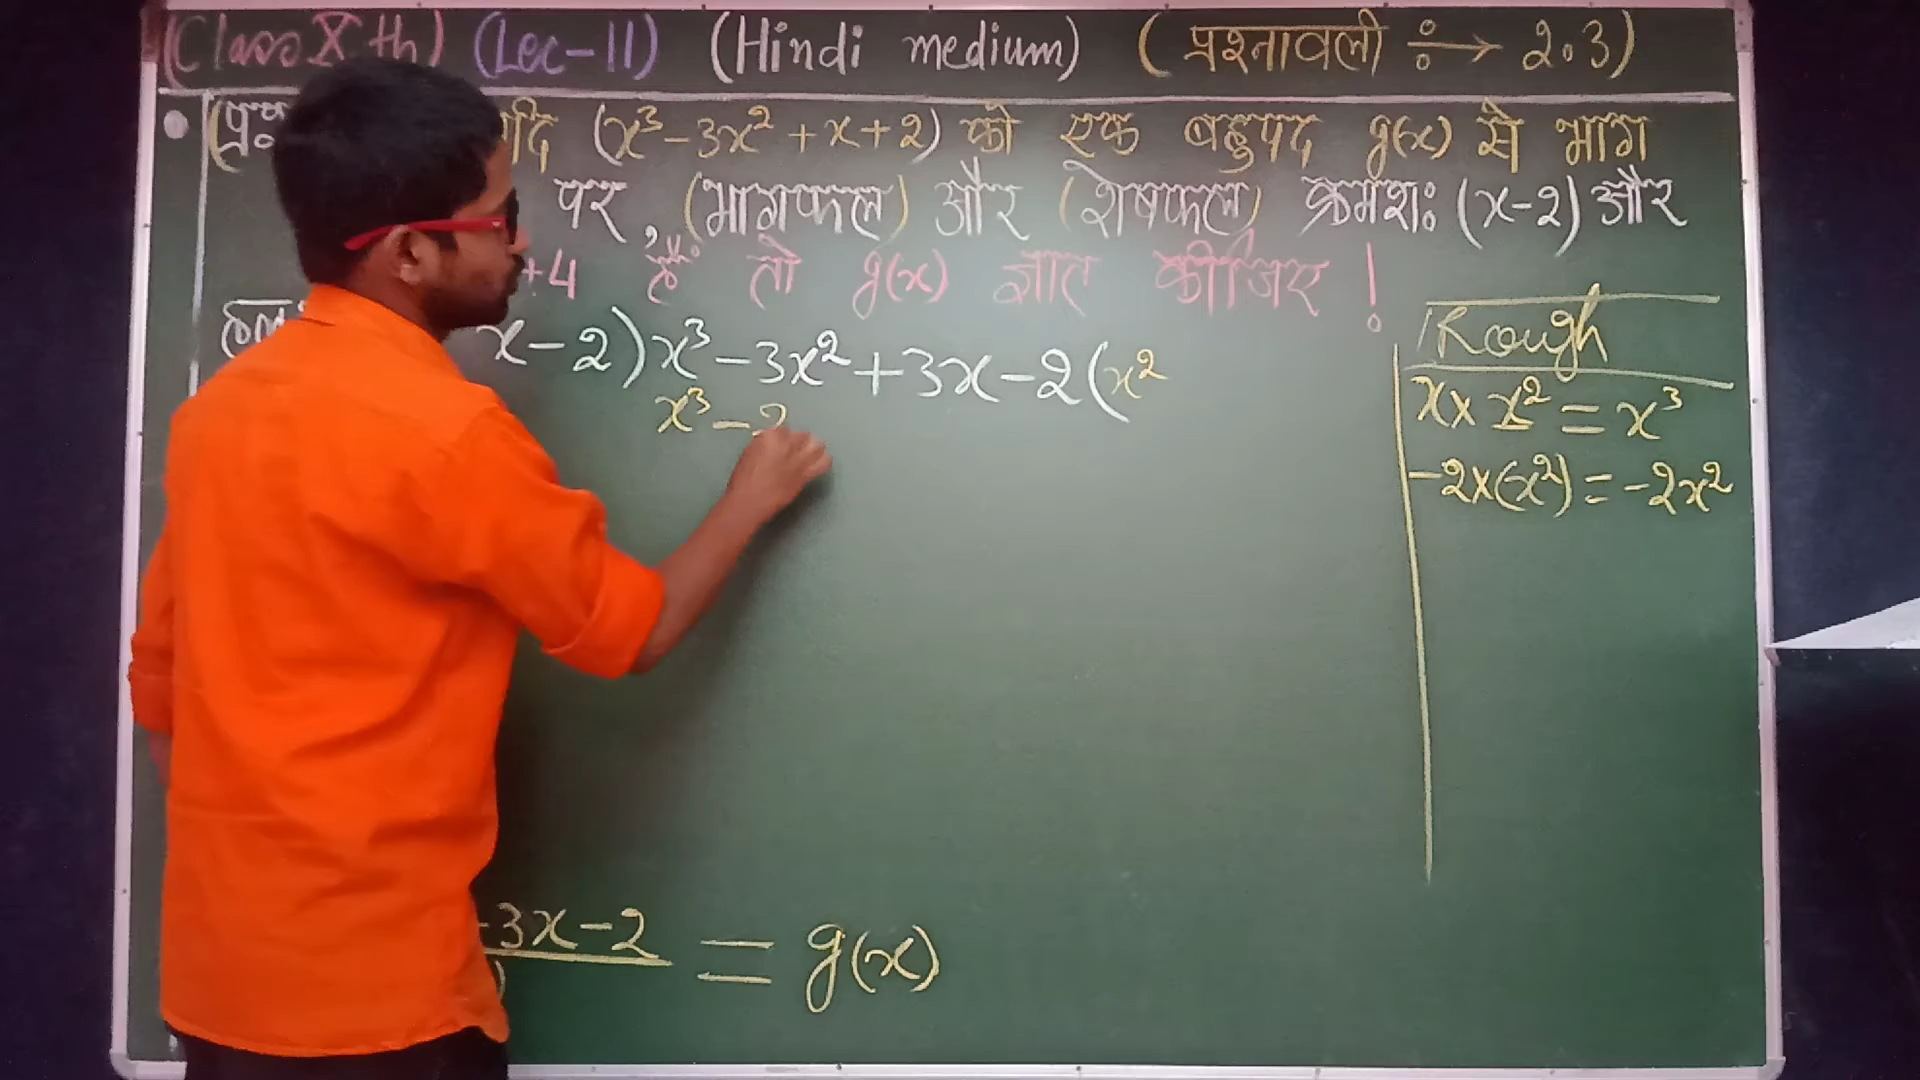 (Class Xth) (Lec-11) (Hindi medium) (प्रश्नावली ÷→ 2.3)
(x³-3x²+x+2) को एक बहुपद g(x) से भाग
पर, (भागफल) और (शेषफल) क्रमशः (x-2) और
+4 हैं तो g(x) ज्ञात कीजिए !
x-2)x³-3x²+3x-2(x²
x³-2
Rough
x×x²=x³
-2×(x²)=-2x²
-3x-2 = g(x)